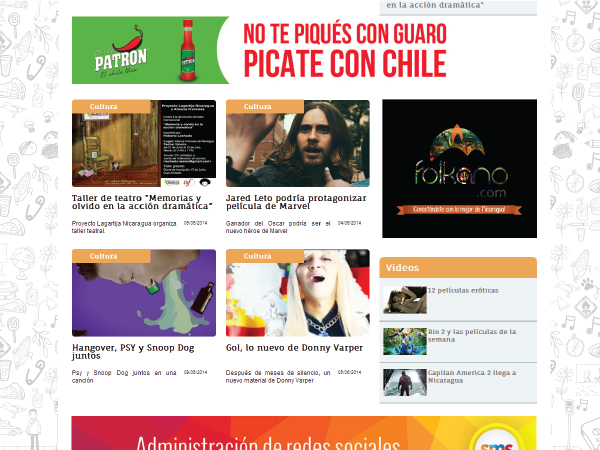 en la acción dramática"
Chile
PATRON
El chile Nica
NO TE PIQUÉS CON GUARO
PICATE CON CHILE
Cultura
Proyecto Lagartija Nicaragua
y Alianza Francesa
Taller de teatro "Memorias y
olvido en la acción dramática"
Proyecto Lagartija Nicaragua organiza
taller teatral.
05/08/2014
Cultura
Jared Leto podría protagonizar
película de Marvel
Ganador del Oscar podría ser el
nuevo héroe de Marvel
04/08/2014
folkano
.com
¡Conectándote con lo mejor de Nicaragua!
Cultura
Hangover, PSY y Snoop Dog
juntos
Psy y Snoop Dog juntos en una
canción.
09/08/2014
Cultura
Gol, lo nuevo de Donny Varper
Después de meses de silencio, un
nuevo material de Donny Varper
05/08/2014
Videos
12 películas eróticas
Rio 2 y las películas de la
semana
Capitan America 2 llega a
Nicaragua
Administración de redes sociales
sms